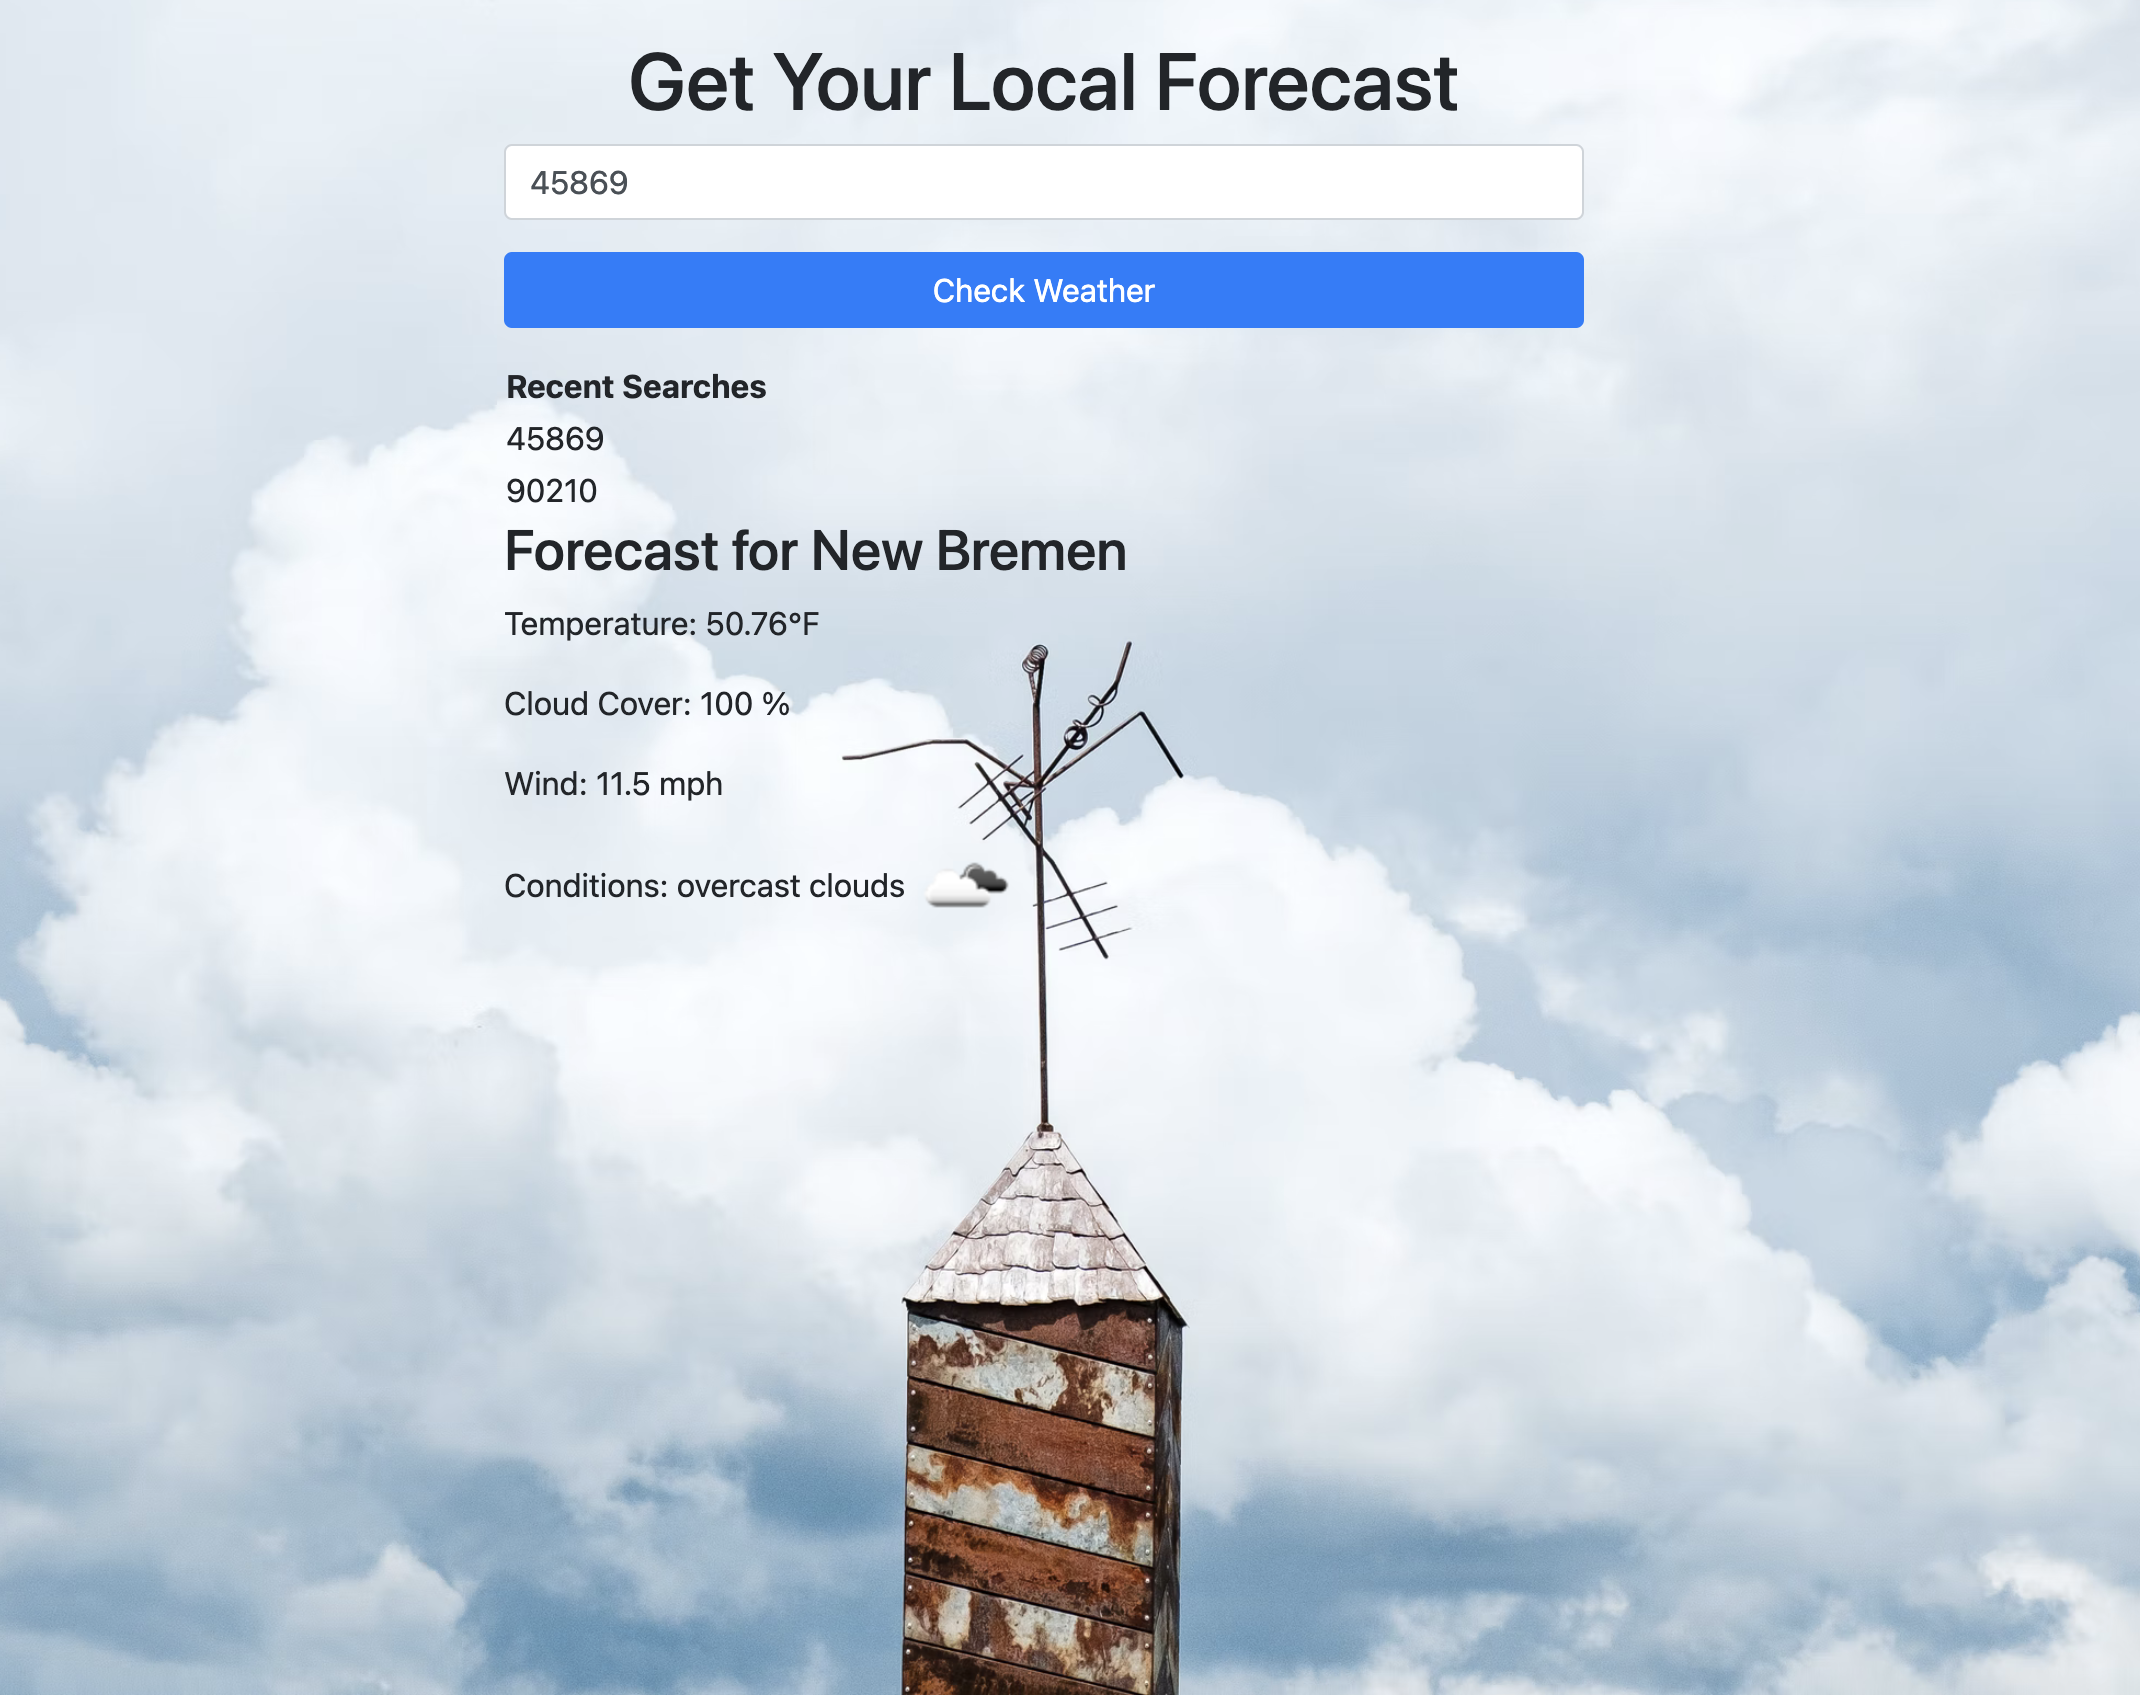 Get Your Local Forecast
45869
Check Weather
Recent Searches
45869
90210
Forecast for New Bremen
Temperature: 50.76°F
Cloud Cover: 100 %
Wind: 11.5 mph
Conditions: overcast clouds